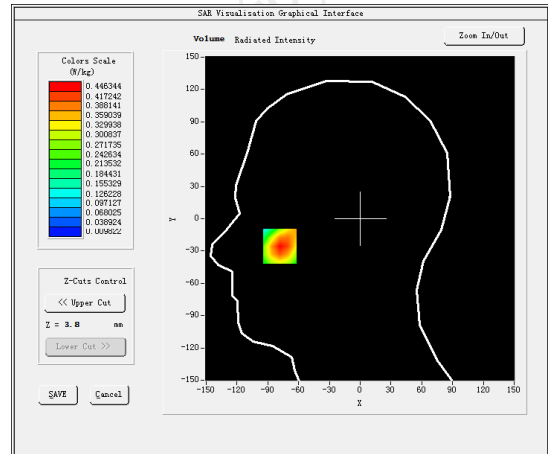 SAR Visualisation Graphical Interface
Volume Radiated Intensity
Zoom In/Out
Colors Scale
(W/kg)
0.446344
0.417242
0.388141
0.359039
0.329938
0.300837
0.271735
0.242634
0.213532
0.184431
0.155329
0.126228
0.097127
0.068025
0.038924
0.009822
Z-Cuts Control
<< Upper Cut
Z = 3.8 mm
Lower Cut >>
SAVE
Cancel
150
120
90
60
30
0
-30
-60
-90
-120
-150
Y
-150
-120
-90
-60
-30
0
30
60
90
120
150
X